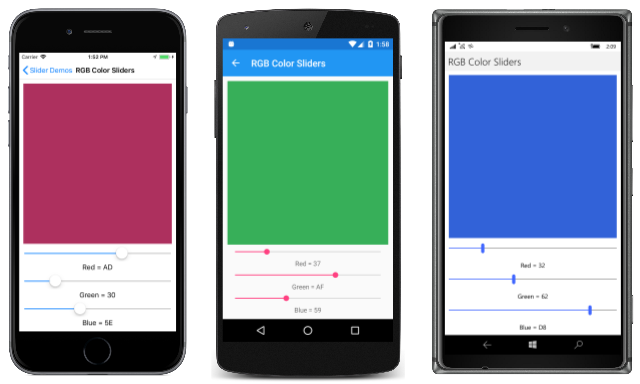 Carrier 1:52 PM
Slider Demos RGB Color Sliders
Red = AD
Green = 30
Blue = 5E
1:58
RGB Color Sliders
Red = 37
Green = AF
Blue = 59
2:09
RGB Color Sliders
Red = 32
Green = 62
Blue = D8